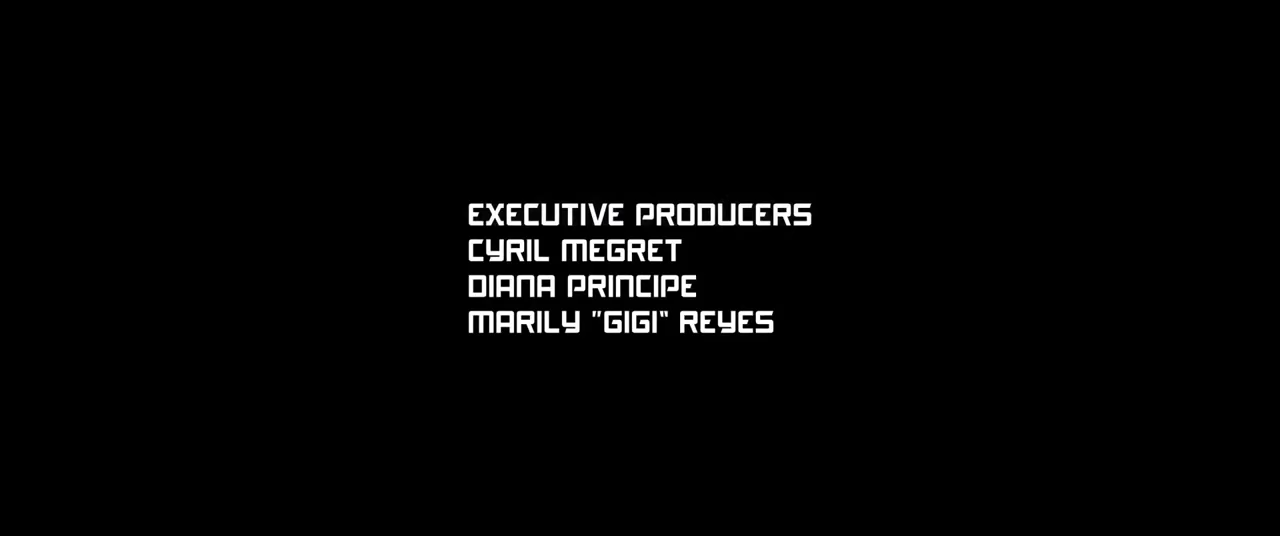 EXECUTIVE PRODUCERS
CYRIL MEGRET
DIANA PRINCIPE
MARILY "GIGI" REYES